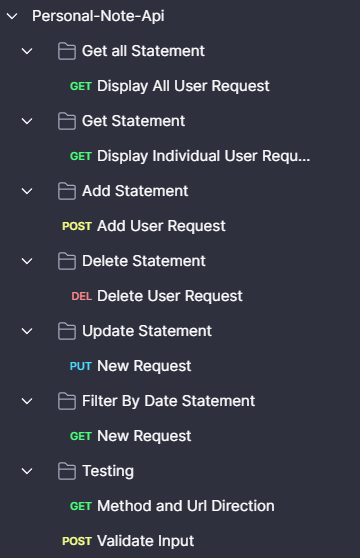 Personal-Note-Api
Get all Statement
GET Display All User Request
Get Statement
GET Display Individual User Requ...
Add Statement
POST Add User Request
Delete Statement
DEL Delete User Request
Update Statement
PUT New Request
Filter By Date Statement
GET New Request
Testing
GET Method and Url Direction
POST Validate Input